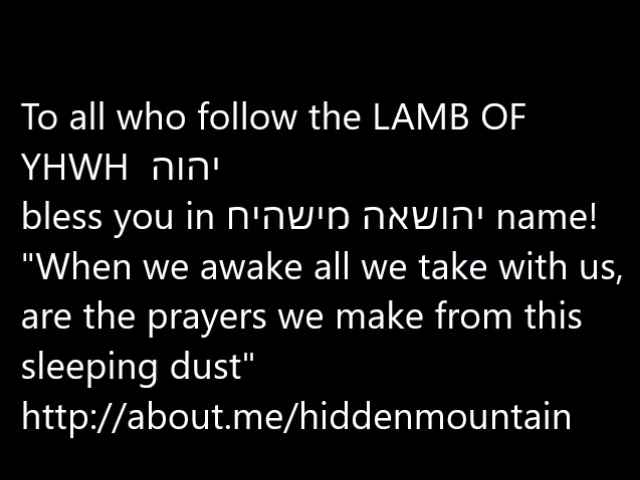 To all who follow the LAMB OF
YHWH יהוה
bless you in יהושאה מישהיח name!
"When we awake all we take with us,
are the prayers we make from this
sleeping dust"
http://about.me/hiddenmountain